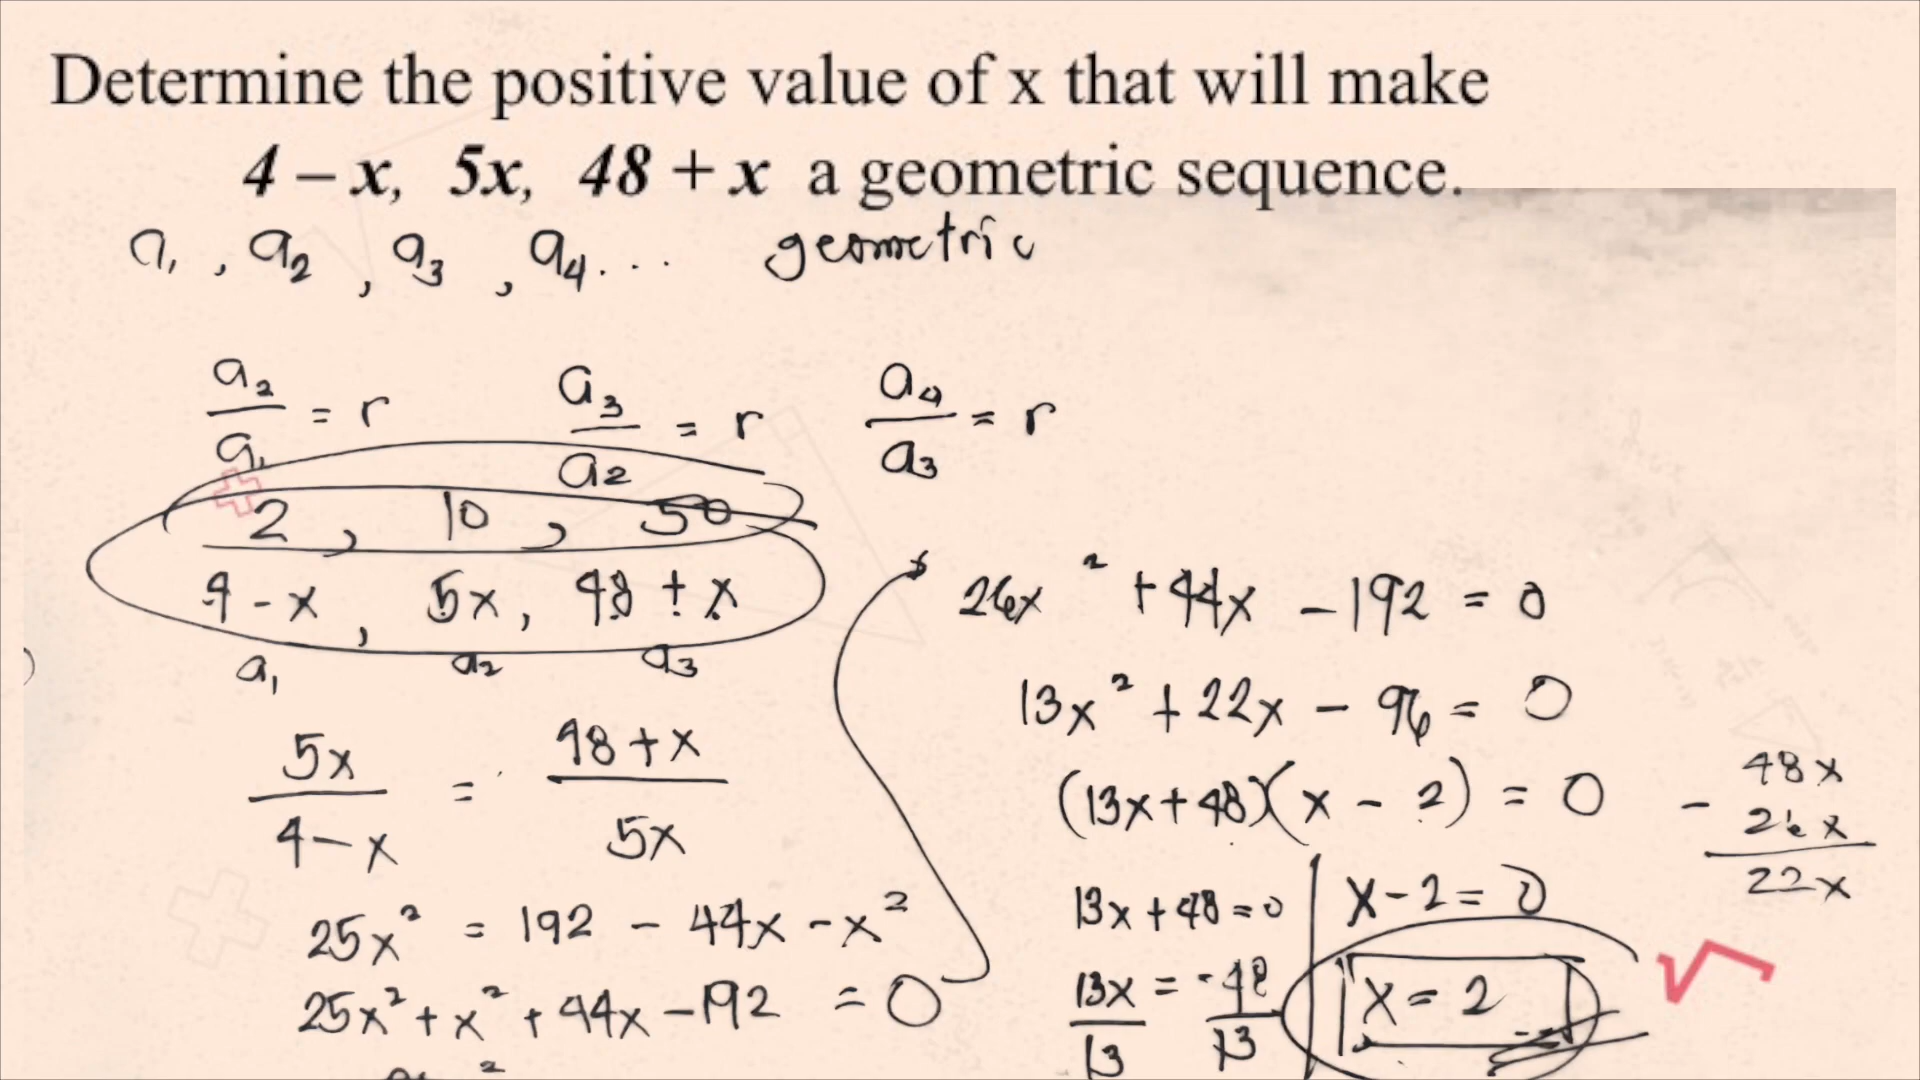 Determine the positive value of x that will make
4 – x, 5x, 48 + x a geometric sequence.
a1, a2, a3, a4... geometric
a2/a1 = r a3/a2 = r a4/a3 = r
2, 10, 50
4 - x, 5x, 48 + x
a1 a2 a3
5x/(4-x) = (48+x)/5x
25x² = 192 - 44x - x²
25x² + x² + 44x - 192 = 0
26x² + 44x - 192 = 0
13x² + 22x - 96 = 0
(13x+48)(x - 2) = 0
13x + 48 = 0
13x/13 = -48/13
x - 2 = 0
x = 2
- 48x
26x
22x